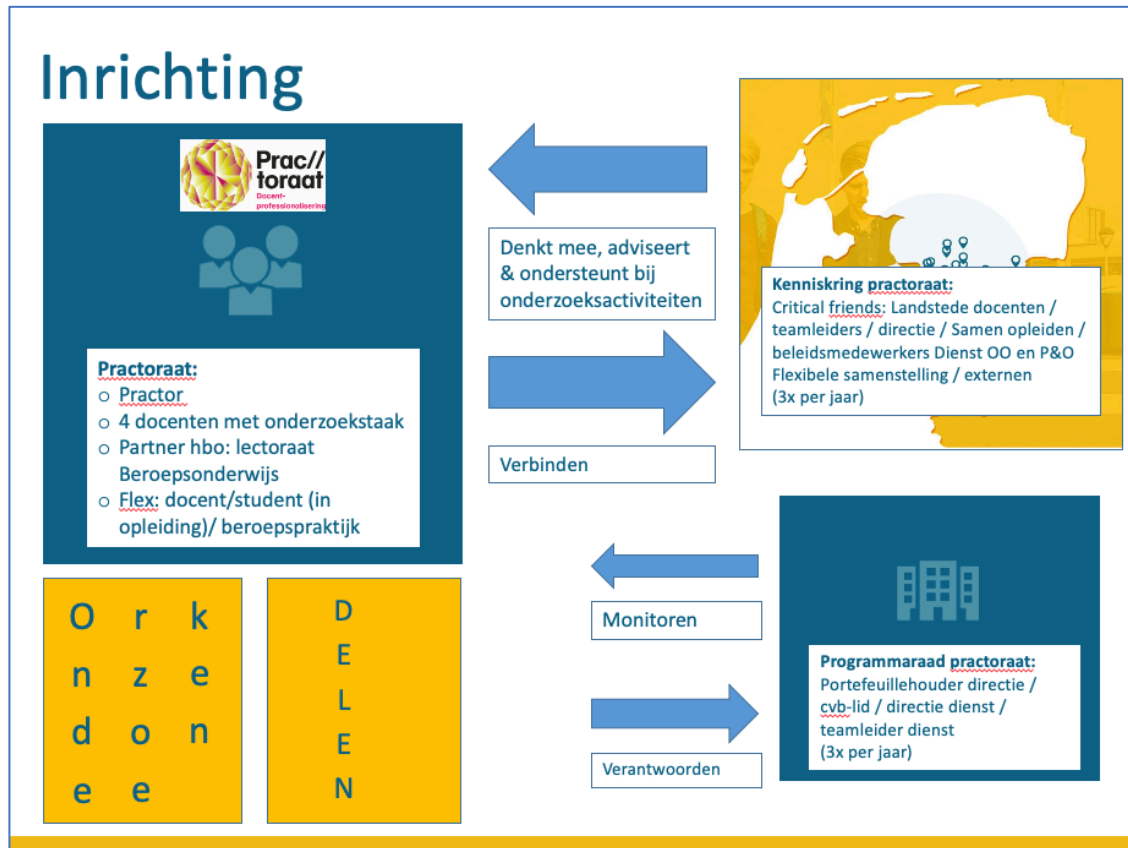 Inrichting
Prac//
toraat
Docent-
professionalisering
Practoraat:
o Practor
o 4 docenten met onderzoekstaak
o Partner hbo: lectoraat
Beroepsonderwijs
o Flex: docent/student (in
opleiding)/ beroepspraktijk
Denkt mee, adviseert
& ondersteunt bij
onderzoeksactiviteiten
Verbinden
Kenniskring practoraat:
Critical friends: Landstede docenten /
teamleiders / directie / Samen opleiden /
beleidsmedewerkers Dienst OO en P&O
Flexibele samenstelling / externen
(3x per jaar)
Monitoren
Verantwoorden
Programmaraad practoraat:
Portefeuillehouder directie /
cvb-lid / directie dienst /
teamleider dienst
(3x per jaar)
O r k
n z e
d o n
e e
D
E
L
E
N